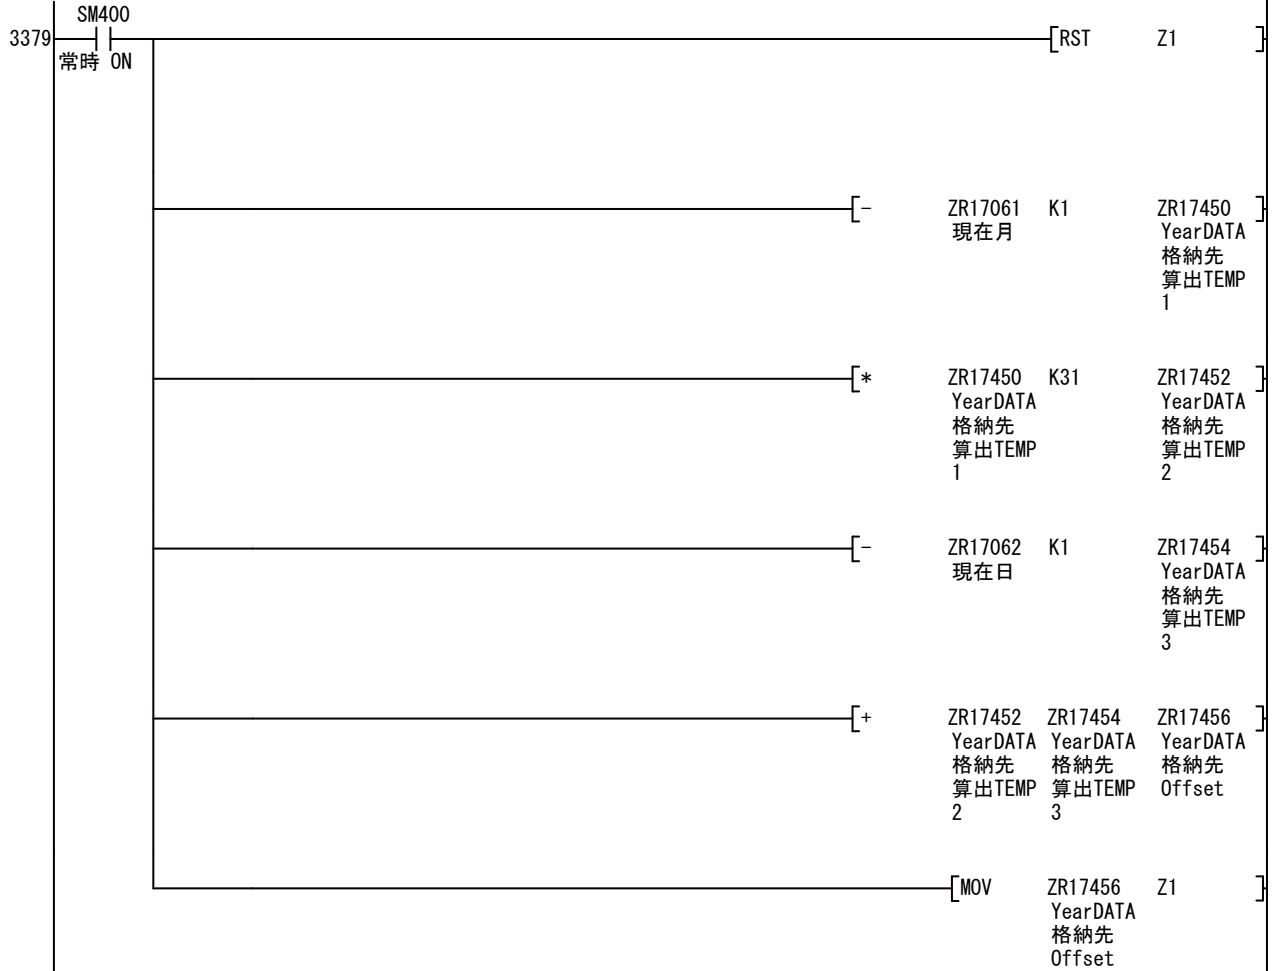 SM400
3379
常時 ON
[RST Z1 ]
[- ZR17061 K1 ZR17450 ]
現在月 YearDATA
格納先
算出TEMP
1
[* ZR17450 K31 ZR17452 ]
YearDATA YearDATA
格納先 格納先
算出TEMP 算出TEMP
1 2
[- ZR17062 K1 ZR17454 ]
現在日 YearDATA
格納先
算出TEMP
3
[+ ZR17452 ZR17454 ZR17456 ]
YearDATA YearDATA YearDATA
格納先 格納先 格納先
算出TEMP 算出TEMP Offset
2 3
[MOV ZR17456 Z1 ]
YearDATA
格納先
Offset